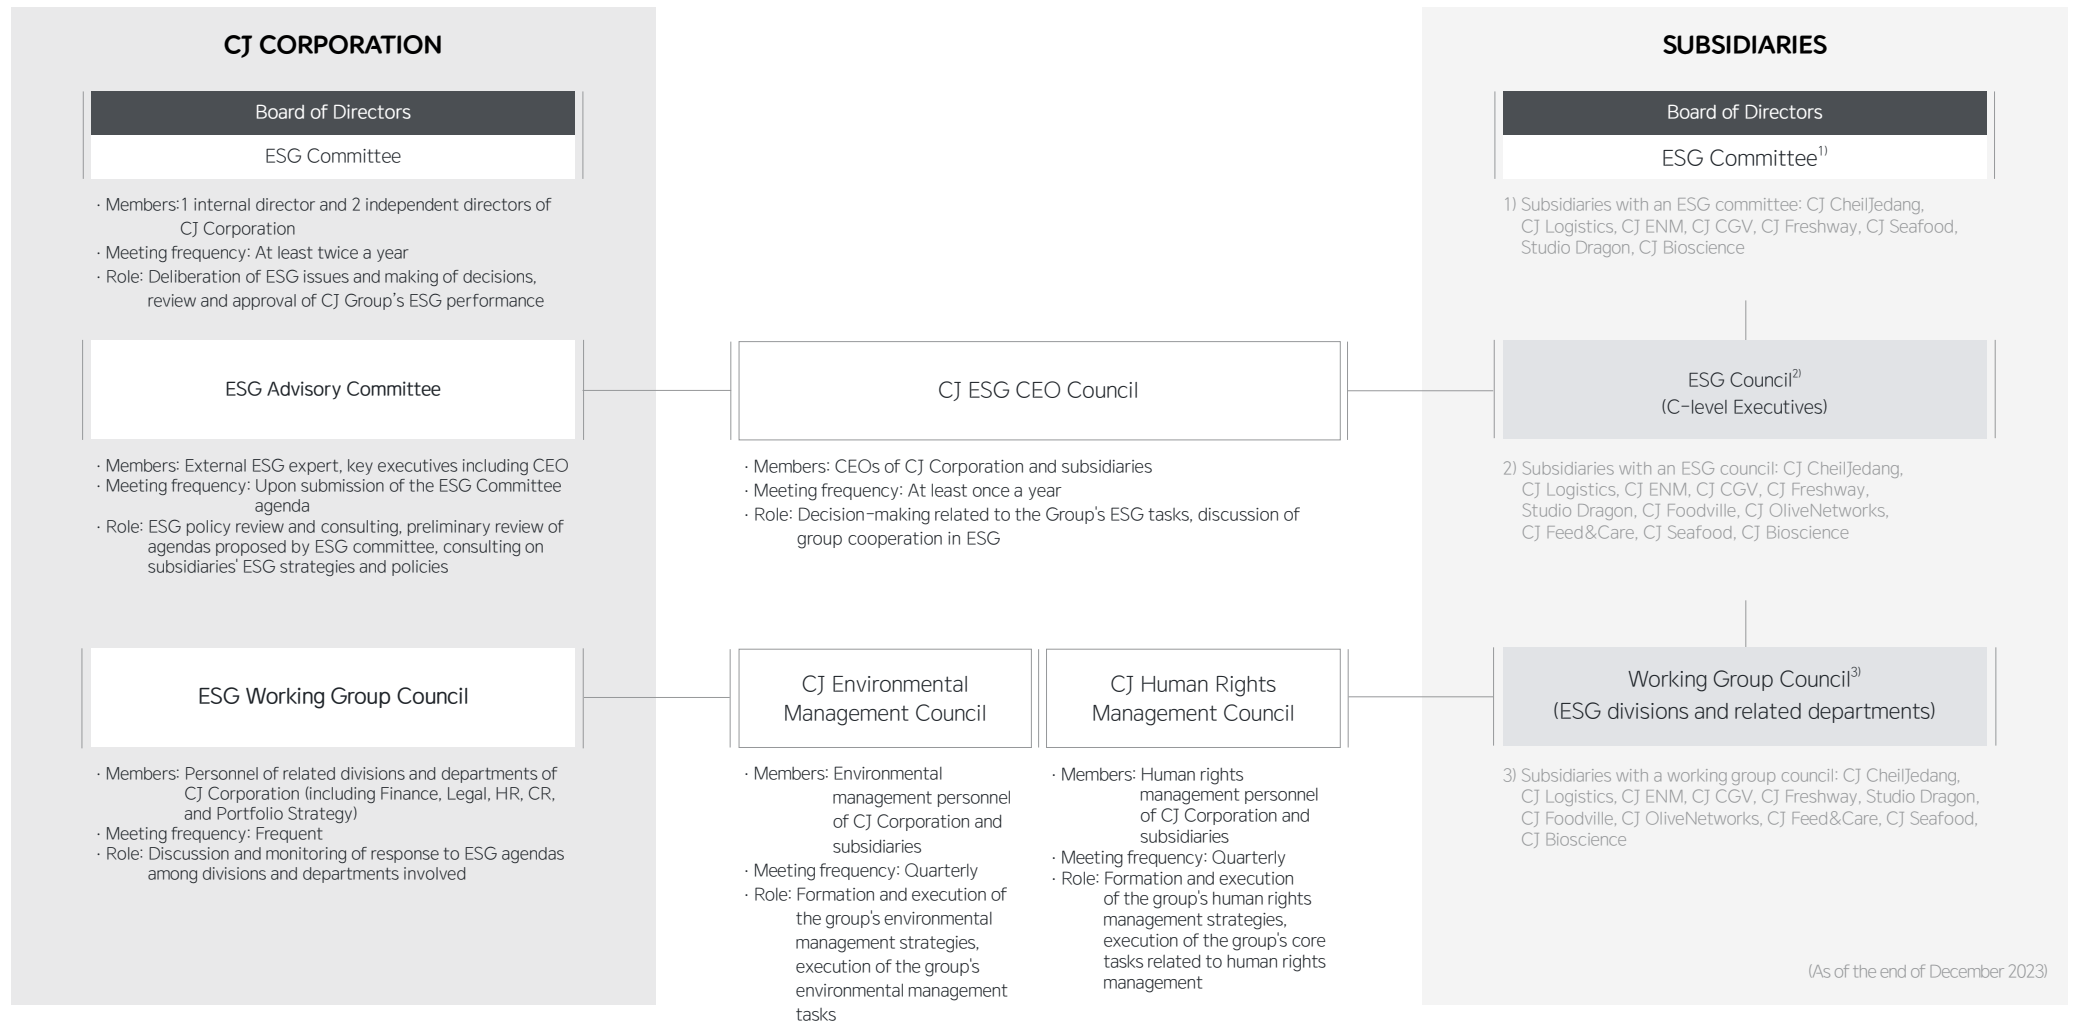 CJ CORPORATION
Board of Directors
ESG Committee
· Members:1 internal director and 2 independent directors of
CJ Corporation
· Meeting frequency: At least twice a year
· Role: Deliberation of ESG issues and making of decisions,
review and approval of CJ Group's ESG performance
ESG Advisory Committee
· Members: External ESG expert, key executives including CEO
· Meeting frequency: Upon submission of the ESG Committee
agenda
· Role: ESG policy review and consulting, preliminary review of
agendas proposed by ESG committee, consulting on
subsidiaries' ESG strategies and policies
ESG Working Group Council
· Members: Personnel of related divisions and departments of
CJ Corporation (including Finance, Legal, HR, CR,
and Portfolio Strategy)
· Meeting frequency: Frequent
· Role: Discussion and monitoring of response to ESG agendas
among divisions and departments involved
CJ ESG CEO Council
· Members: CEOs of CJ Corporation and subsidiaries
· Meeting frequency: At least once a year
· Role: Decision-making related to the Group's ESG tasks, discussion of
group cooperation in ESG
CJ Environmental
Management Council
· Members: Environmental
management personnel
of CJ Corporation and
subsidiaries
· Meeting frequency: Quarterly
· Role: Formation and execution of
the group's environmental
management strategies,
execution of the group's
environmental management
tasks
CJ Human Rights
Management Council
· Members: Human rights
management personnel
of CJ Corporation and
subsidiaries
· Meeting frequency: Quarterly
· Role: Formation and execution
of the group's human rights
management strategies,
execution of the group's core
tasks related to human rights
management
SUBSIDIARIES
Board of Directors
ESG Committee1)
1) Subsidiaries with an ESG committee: CJ CheilJedang,
CJ Logistics, CJ ENM, CJ CGV, CJ Freshway, CJ Seafood,
Studio Dragon, CJ Bioscience
ESG Council2)
(C-level Executives)
2) Subsidiaries with an ESG council: CJ CheilJedang,
CJ Logistics, CJ ENM, CJ CGV, CJ Freshway,
Studio Dragon, CJ Foodville, CJ OliveNetworks,
CJ Feed&Care, CJ Seafood, CJ Bioscience
Working Group Council3)
(ESG divisions and related departments)
3) Subsidiaries with a working group council: CJ CheilJedang,
CJ Logistics, CJ ENM, CJ CGV, CJ Freshway, Studio Dragon,
CJ Foodville, CJ OliveNetworks, CJ Feed&Care, CJ Seafood,
CJ Bioscience
(As of the end of December 2023)